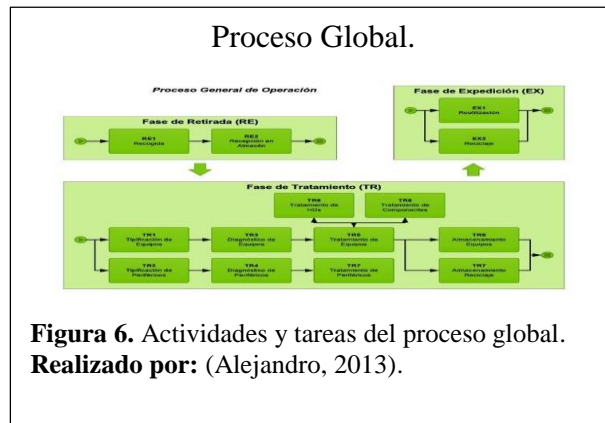 Proceso Global.
Proceso General de Operación
Fase de Retirada (RE)
RE1
Recogida
RE2
Recepción en
Almacén
Fase de Expedición (EX)
EX1
Reutilización
EX2
Reciclaje
Fase de Tratamiento (TR)
Tratamiento de
HDs
Tratamiento de
Componentes
TR1
Tipificación de
Equipos
TR3
Diagnóstico de
Equipos
TR5
Tratamiento de
Equipos
Almacenamiento
Equipos
TR2
Tipificación de
Periféricos
TR4
Diagnóstico de
Periféricos
TR7
Tratamiento de
Periféricos
TR7
Almacenamiento
Reciclaje
Figura 6. Actividades y tareas del proceso global.
Realizado por: (Alejandro, 2013).